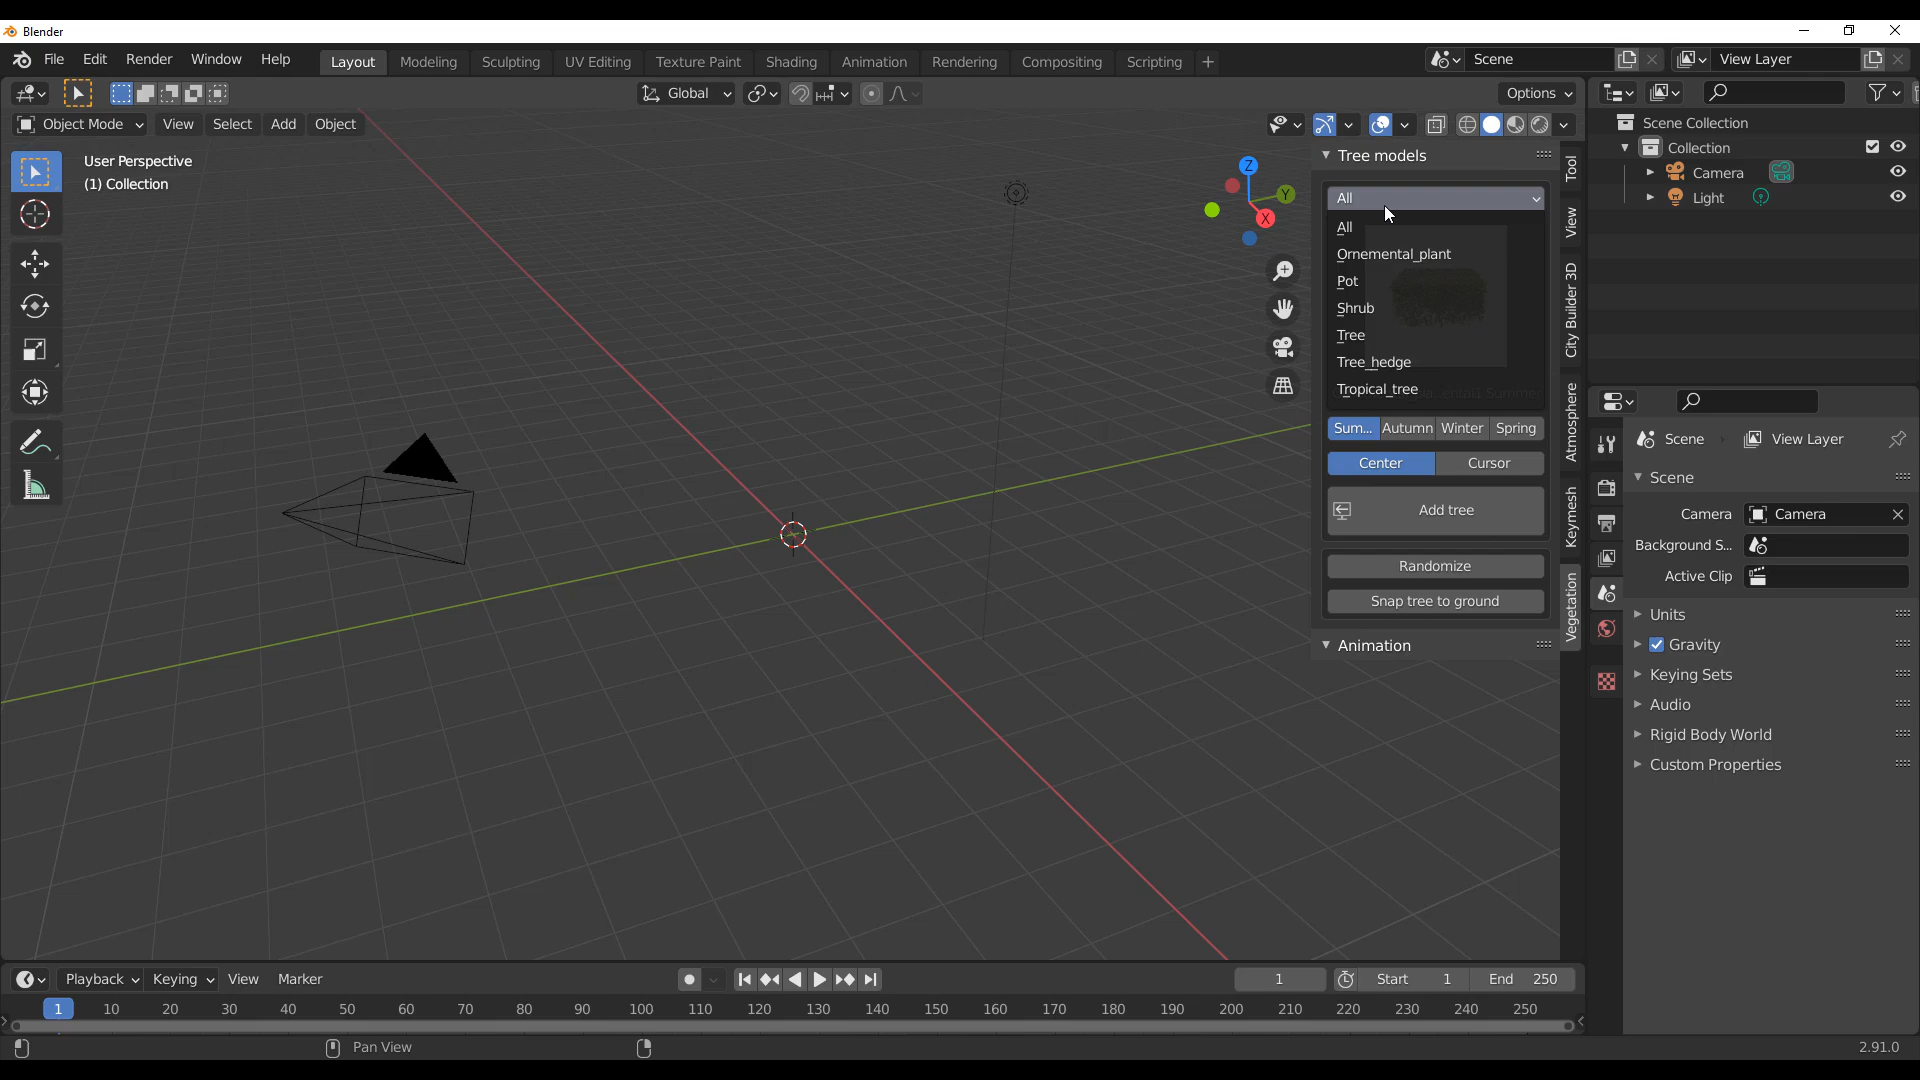 Blender
File Edit Render Window Help
Layout Modeling Sculpting UV Editing Texture Paint Shading Animation Rendering Compositing Scripting +
Scene
View Layer
Global
Options
Object Mode View Select Add Object
User Perspective
(1) Collection
Z
Y
X
Tree models
All
All
Ornemental_plant
Pot
Shrub
Tree
Tree_hedge
Tropical_tree
Sum... Autumn Winter Spring
Center Cursor
Add tree
Randomize
Snap tree to ground
Animation
Tool
View
City Builder 3D
Atmosphere
Keymesh
Vegetation
Scene Collection
Collection
Camera
Light
Scene View Layer
Scene
Camera Camera
Background S...
Active Clip
Units
Gravity
Keying Sets
Audio
Rigid Body World
Custom Properties
Playback Keying View Marker
1
Start 1 End 250
1 10 20 30 40 50 60 70 80 90 100 110 120 130 140 150 160 170 180 190 200 210 220 230 240 250
Pan View
2.91.0